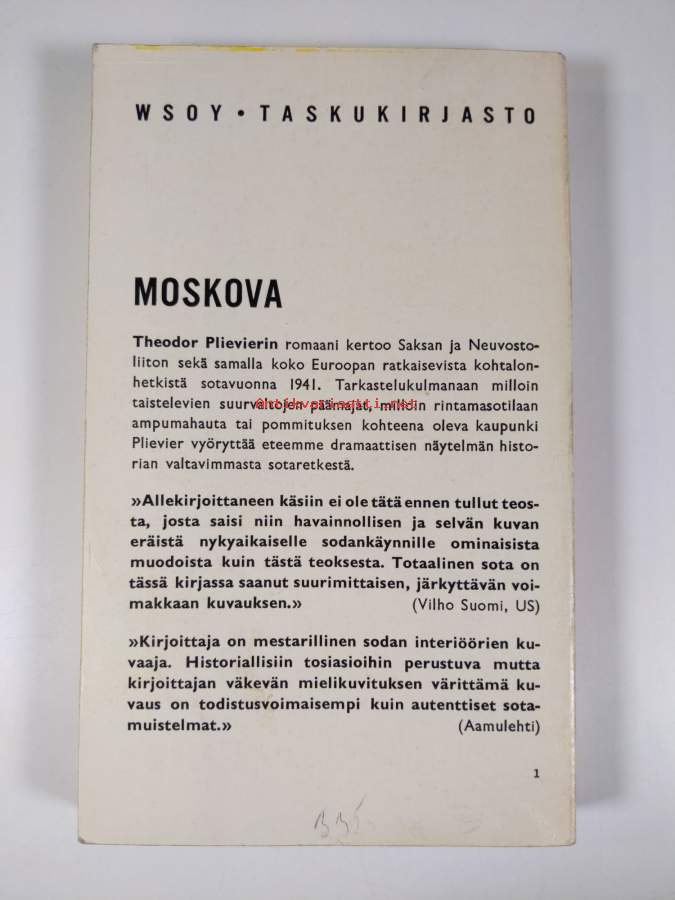 WSOY • TASKUKIRJASTO
MOSKOVA
Theodor Plievierin romaani kertoo Saksan ja Neuvosto-
liiton sekä samalla koko Euroopan ratkaisevista kohtalon-
hetkistä sotavuonna 1941. Tarkastelukulmanaan milloin
taistelevien suurvaltojen päämajat, milloin rintamasotilaan
ampumahauta tai pommituksen kohteena oleva kaupunki
Plievier vyöryttää eteemme dramaattisen näytelmän histo-
rian valtavimmasta sotaretkestä.
»Allekirjoittaneen käsiin ei ole tätä ennen tullut teos-
ta, josta saisi niin havainnollisen ja selvän kuvan
eräistä nykyaikaiselle sodankäynnille ominaisista
muodoista kuin tästä teoksesta. Totaalinen sota on
tässä kirjassa saanut suurimittaisen, järkyttävän voi-
makkaan kuvauksen.» (Vilho Suomi, US)
»Kirjoittaja on mestarillinen sodan interiöörien ku-
vaaja. Historiallisiin tosiasioihin perustuva mutta
kirjoittajan väkevän mielikuvituksen värittämä ku-
vaus on todistusvoimaisempi kuin autenttiset sota-
muistelmat.» (Aamulehti)
1